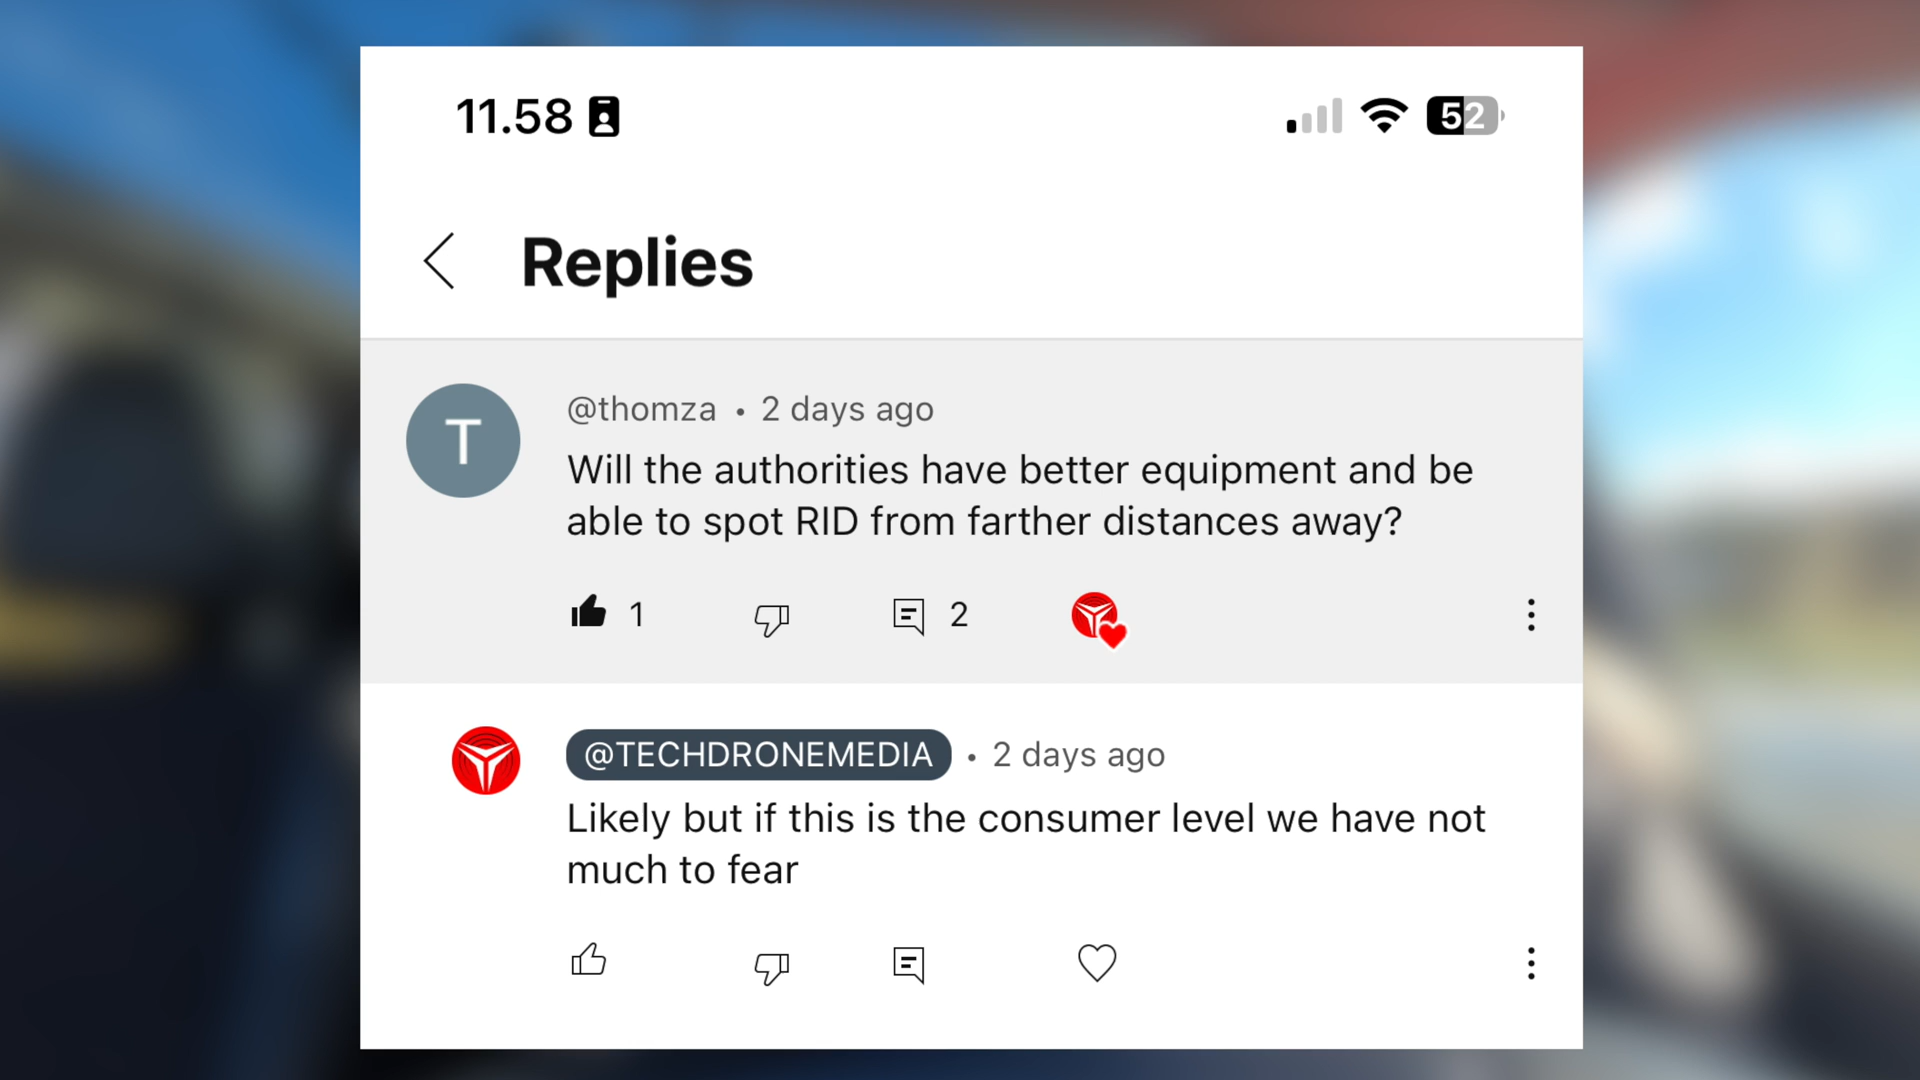 11.58
52
Replies
T
@thomza • 2 days ago
Will the authorities have better equipment and be
able to spot RID from farther distances away?
1
2
@TECHDRONEMEDIA • 2 days ago
Likely but if this is the consumer level we have not
much to fear